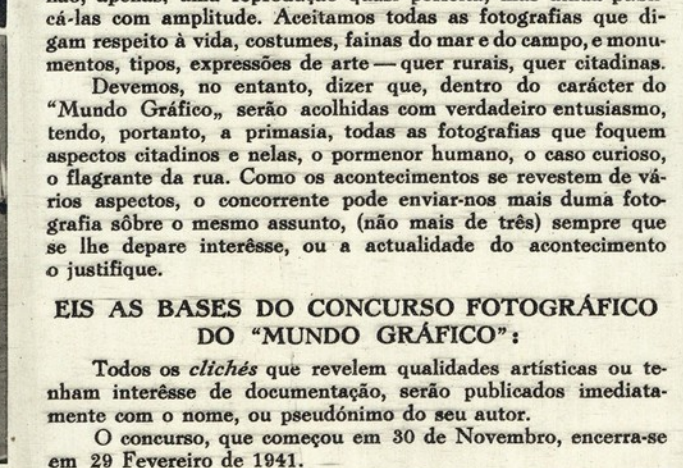 cá-las com amplitude. Aceitamos todas as fotografias que di-
gam respeito à vida, costumes, fainas do mar e do campo, e monu-
mentos, tipos, expressões de arte — quer rurais, quer citadinas.
Devemos, no entanto, dizer que, dentro do carácter do
“Mundo Gráfico„ serão acolhidas com verdadeiro entusiasmo,
tendo, portanto, a primasia, todas as fotografias que foquem
aspectos citadinos e nelas, o pormenor humano, o caso curioso,
o flagrante da rua. Como os acontecimentos se revestem de vá-
rios aspectos, o concorrente pode enviar-nos mais duma foto-
grafia sôbre o mesmo assunto, (não mais de três) sempre que
se lhe depare interêsse, ou a actualidade do acontecimento
o justifique.
EIS AS BASES DO CONCURSO FOTOGRÁFICO
DO “MUNDO GRÁFICO”:
Todos os clichés que revelem qualidades artísticas ou te-
nham interêsse de documentação, serão publicados imediata-
mente com o nome, ou pseudónimo do seu autor.
O concurso, que começou em 30 de Novembro, encerra-se
em 29 Fevereiro de 1941.